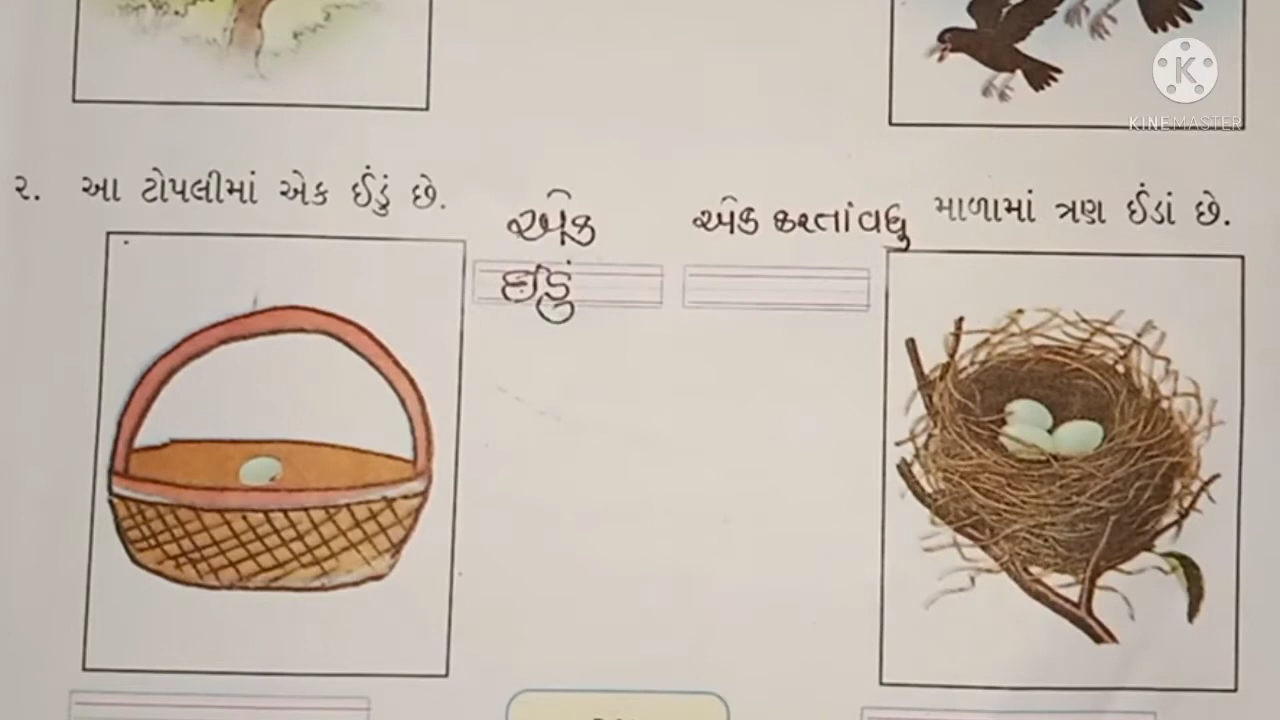 K
KINEMASTER
૨. આ ટોપલીમાં એક ઈંડું છે.
એક
ઇંડું
એક કરતાં વધુ
માળામાં ત્રણ ઈંડાં છે.